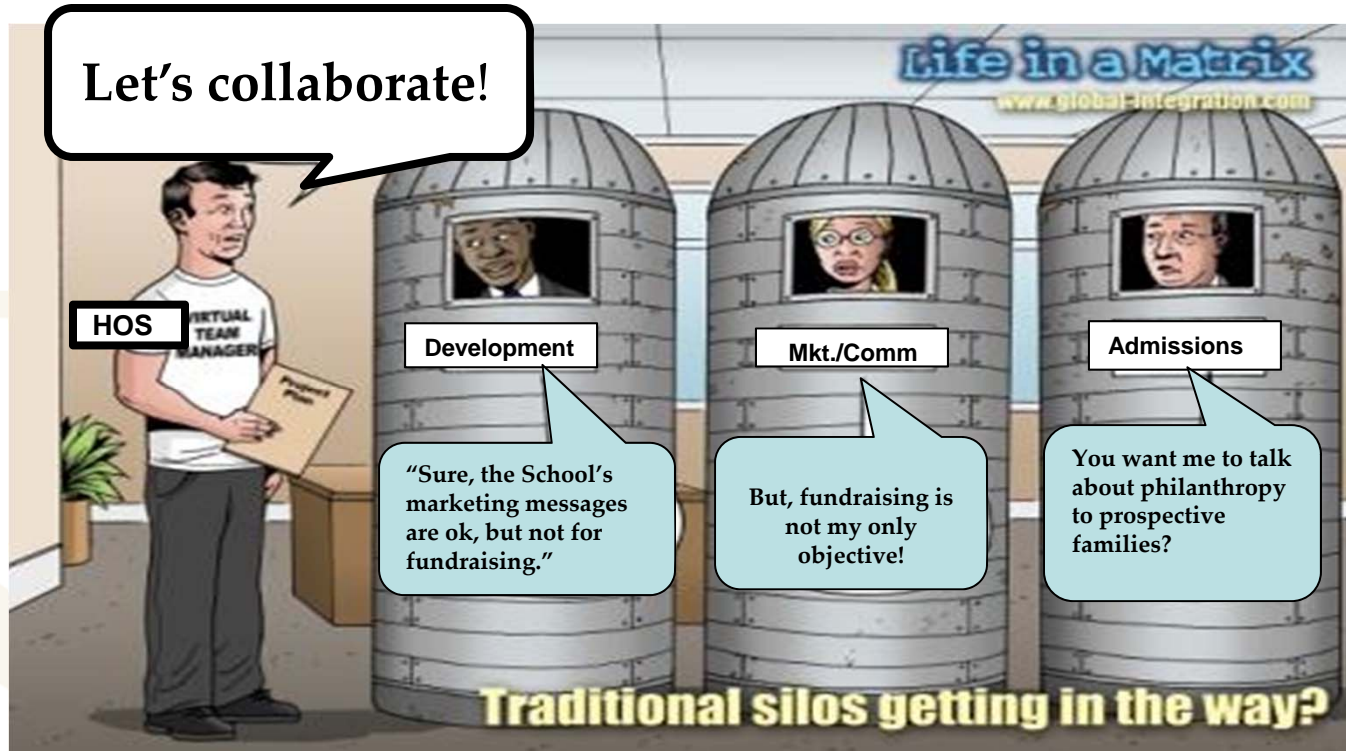 Let's collaborate!
Life in a Matrix
www.global-integration.com
HOS
VIRTUAL
TEAM
MANAGER
Project
Plan
Development
Mkt./Comm
Admissions
“Sure, the School’s
marketing messages
are ok, but not for
fundraising.”
But, fundraising is
not my only
objective!
You want me to talk
about philanthropy
to prospective
families?
Traditional silos getting in the way?